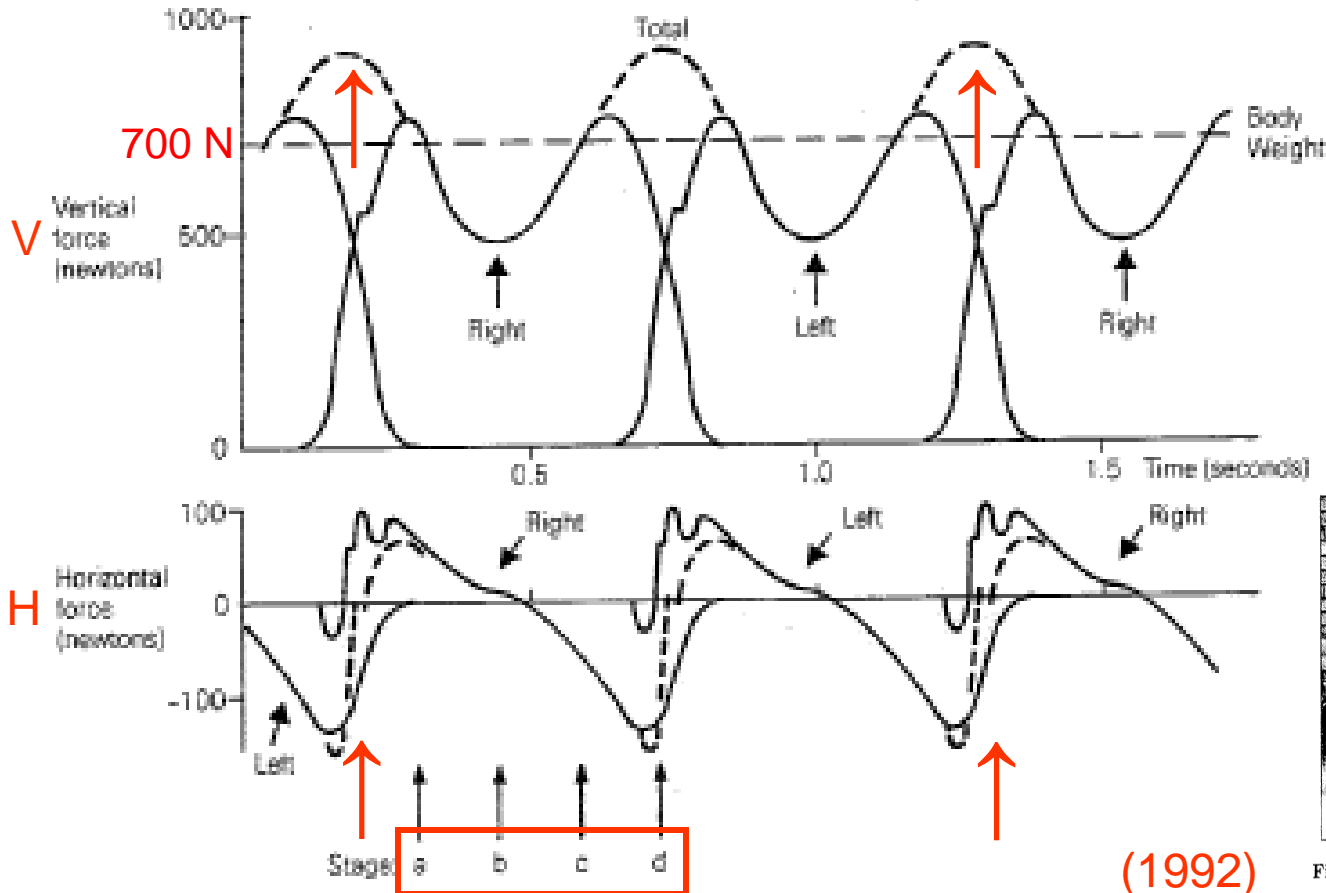 1000
Total
700 N
Body
Weight
V
Vertical
force
(newtons)
500
Right
Left
Right
0
0.5
1.0
1.5
Time (seconds)
100
Right
Left
Right
H
Horizontal
force
(newtons)
0
-100
Left
Stage: a b c d
(1992)